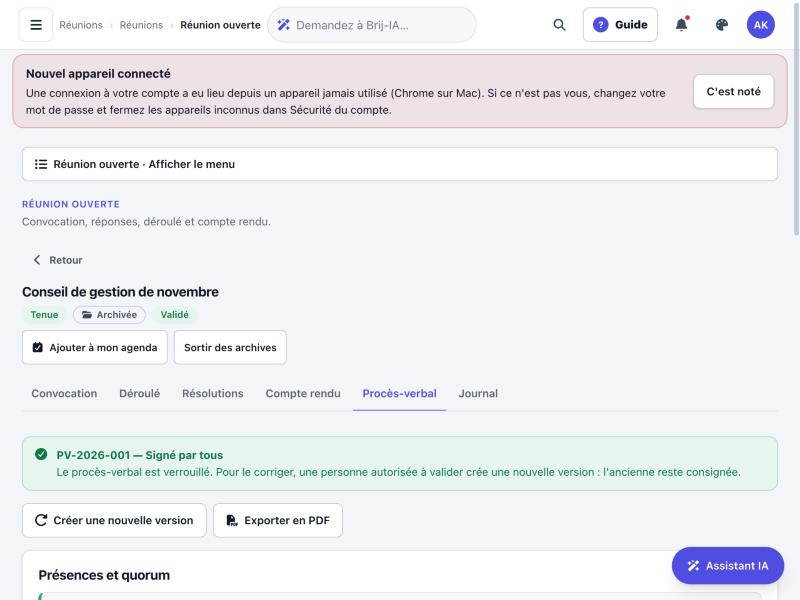 Réunions › Réunions › Réunion ouverte
Demandez à Brij-IA...
? Guide
AK
Nouvel appareil connecté
Une connexion à votre compte a eu lieu depuis un appareil jamais utilisé (Chrome sur Mac). Si ce n'est pas vous, changez votre
mot de passe et fermez les appareils inconnus dans Sécurité du compte.
C'est noté
Réunion ouverte · Afficher le menu
RÉUNION OUVERTE
Convocation, réponses, déroulé et compte rendu.
Retour
Conseil de gestion de novembre
Tenue Archivée Validé
Ajouter à mon agenda Sortir des archives
Convocation Déroulé Résolutions Compte rendu Procès-verbal Journal
PV-2026-001 — Signé par tous
Le procès-verbal est verrouillé. Pour le corriger, une personne autorisée à valider crée une nouvelle version : l'ancienne reste consignée.
Créer une nouvelle version Exporter en PDF
Assistant IA
Présences et quorum